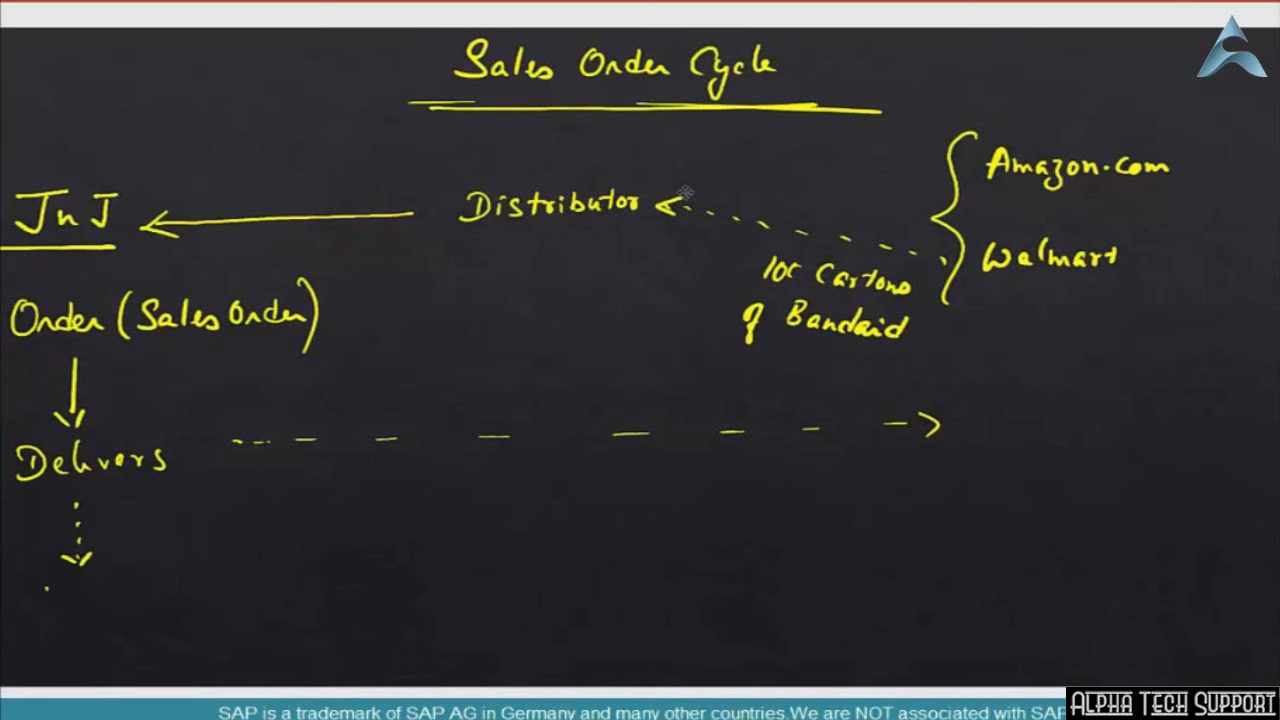 Sales Order Cycle
Amazon.com
JnJ
Distributor
Walmart
Cartons
of Bandaid
Order (Sales Order)
Delivers
SAP is a trademark of SAP AG in Germany and many other countries.We are NOT associated with SAP
Alpha Tech Support